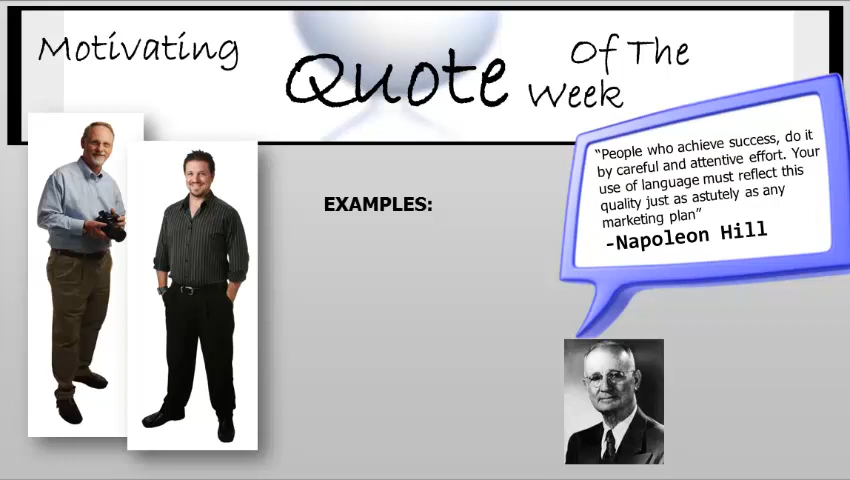 Motivating
Quote
Of The
Week
EXAMPLES:
“People who achieve success, do it
by careful and attentive effort. Your
use of language must reflect this
quality just as astutely as any
marketing plan”
-Napoleon Hill